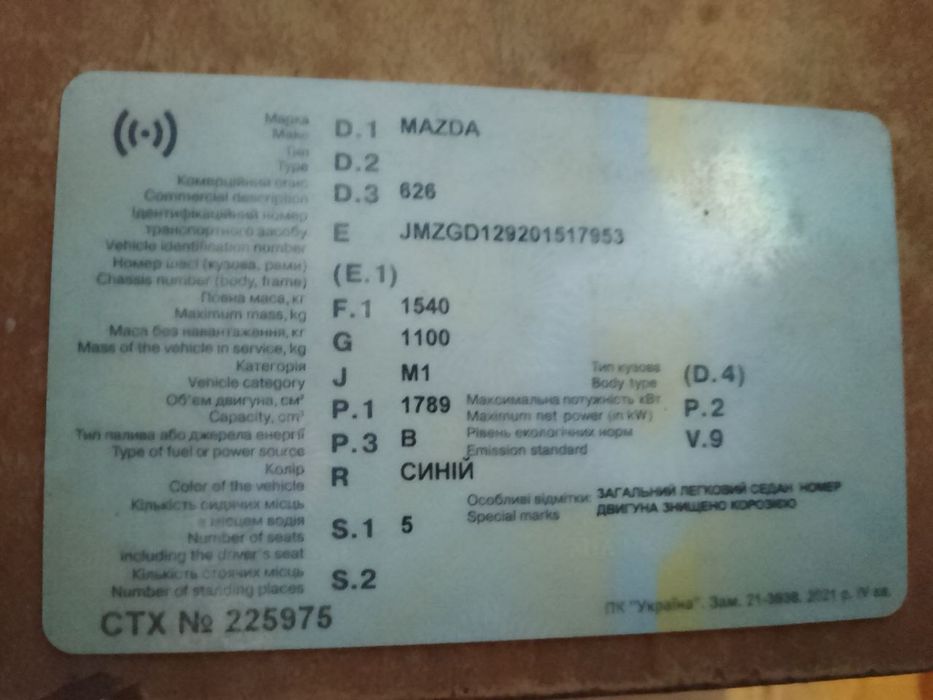 Марка D.1 MAZDA
Make
Тип D.2
Type
Комерційний опис D.3 626
Commercial description
Ідентифікаційний номер
транспортного засобу E JMZGD129201517953
Vehicle identification number
Номер шасі (кузова, рами) (E.1)
Chassis number (body, frame)
Повна маса, кг F.1 1540
Maximum mass, kg
Маса без навантаження, кг G 1100
Mass of the vehicle in service, kg
Категорія J M1 Тип кузова (D.4)
Vehicle category Body type
Об'єм двигуна, см³ P.1 1789 Максимальна потужність кВт P.2
Capacity, cm³ Maximum net power (in kW)
Тип палива або джерела енергії P.3 B Рівень екологічних норм V.9
Type of fuel or power source Emission standard
Колір R СИНІЙ
Color of the vehicle
Кількість сидячих місць Особливі відмітки: ЗАГАЛЬНИЙ ЛЕГКОВИЙ СЕДАН НОМЕР
з місцем водія S.1 5 Special marks ДВИГУНА ЗНИЩЕНО КОРОЗІЄЮ
Number of seats
including the driver's seat
Кількість стоячих місць S.2
Number of standing places
СТХ № 225975
ПК "Україна". Зам. 21-3938. 2021 р. IV кв.